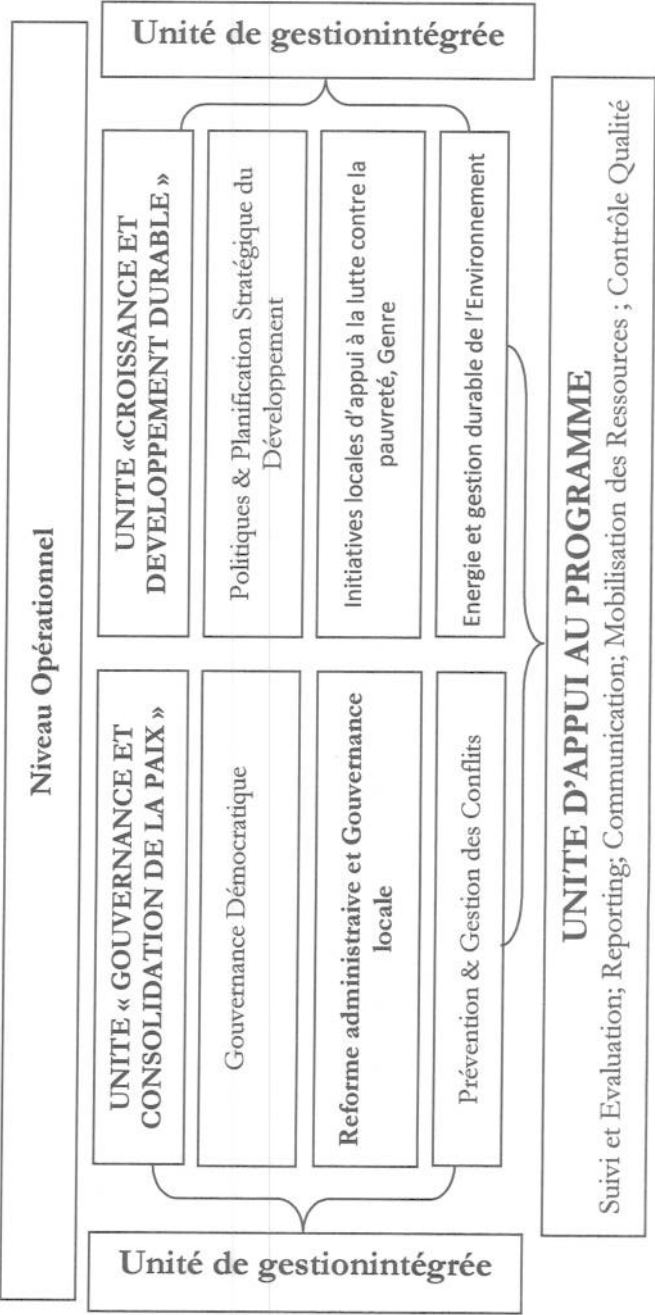 Niveau Opérationnel
Unité de gestionintégrée
UNITE « GOUVERNANCE ET
CONSOLIDATION DE LA PAIX »
Gouvernance Démocratique
Reforme administraive et Gouvernance
locale
Prévention & Gestion des Conflits
UNITE «CROISSANCE ET
DEVELOPPEMENT DURABLE »
Politiques & Planification Stratégique du
Développement
Initiatives locales d'appui à la lutte contre la
pauvreté, Genre
Energie et gestion durable de l'Environnement
Unité de gestionintégrée
UNITE D'APPUI AU PROGRAMME
Suivi et Evaluation; Reporting; Communication; Mobilisation des Ressources ; Contrôle Qualité